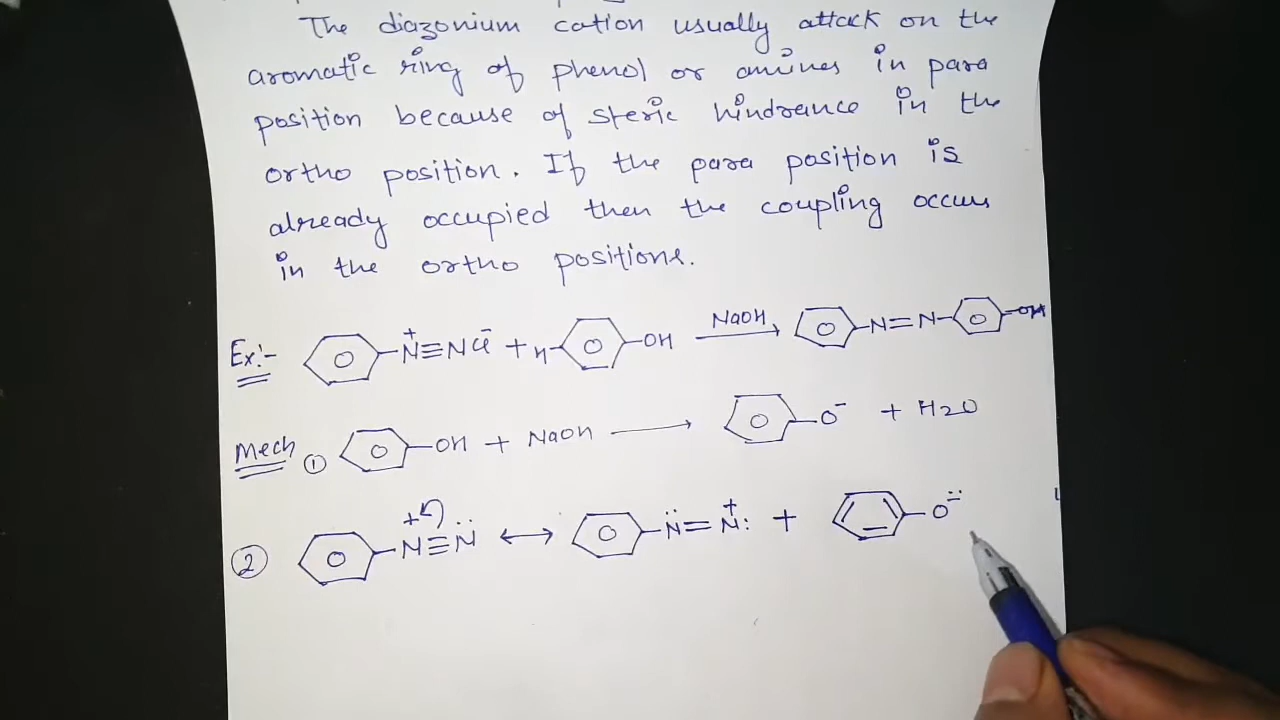 The diazonium cation usually attack on the
aromatic ring of phenol or amines in para
position because of steric hindrance in the
ortho position. If the para position is
already occupied then the coupling occurs
in the ortho positions.
Ex:- N⁺≡NCl⁻ + H OH NaOH → N=N OH
Mech ① OH + NaOH → O⁻ + H2O
② N⁺≡N̈ ↔ N̈=N⁺: + O⁻